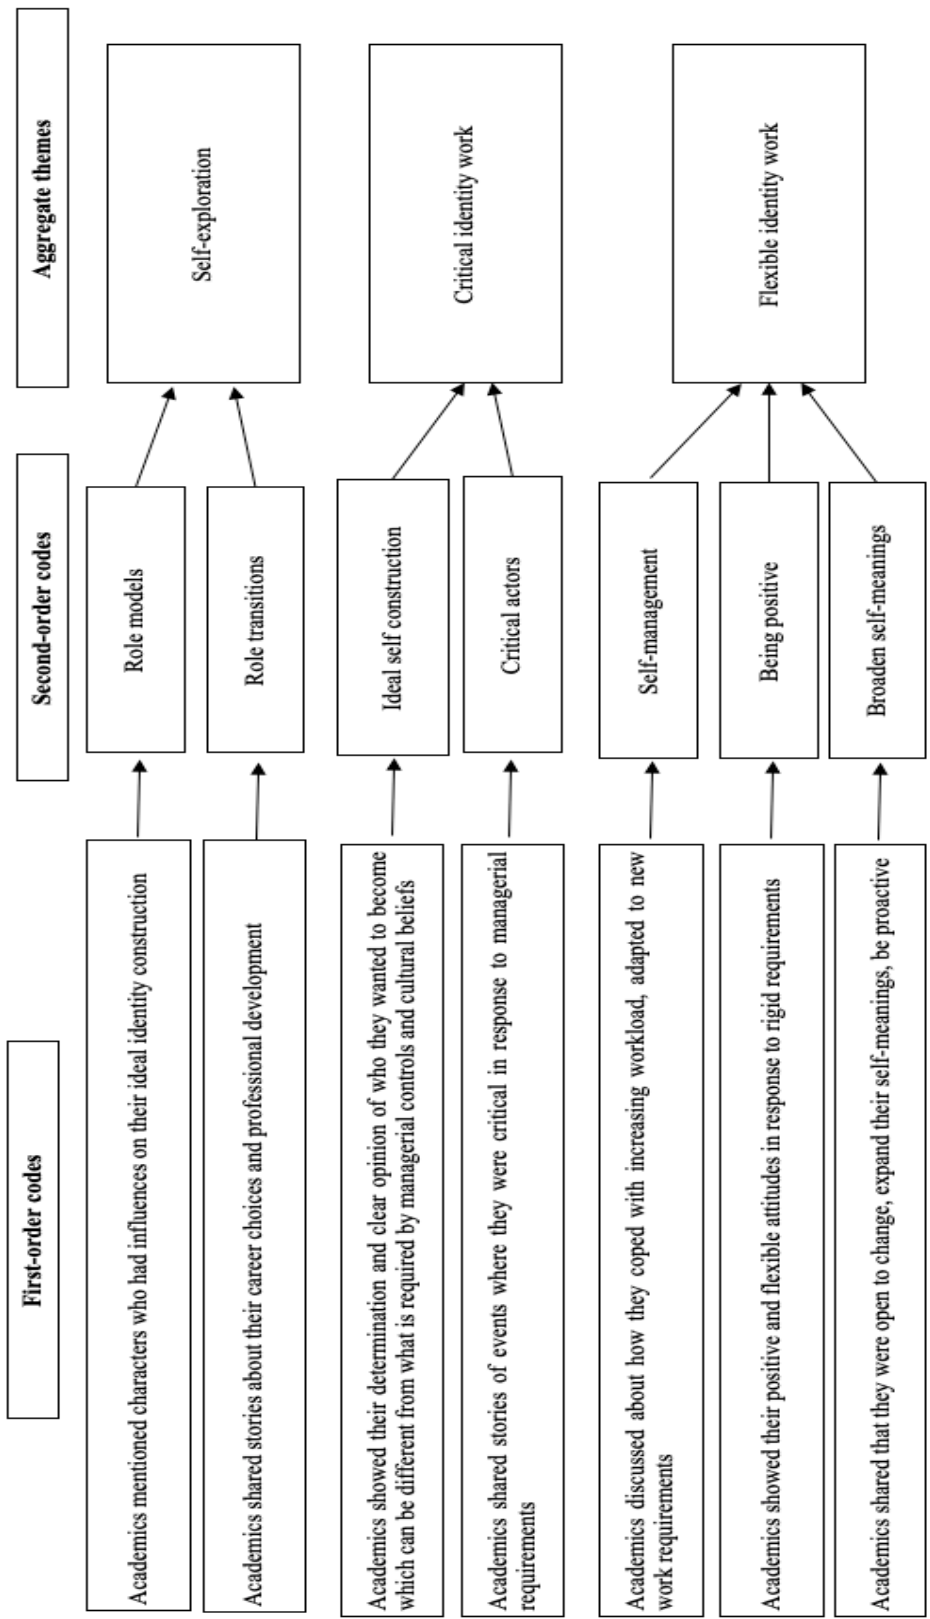 First-order codes
Second-order codes
Aggregate themes
Academics mentioned characters who had influences on their ideal identity construction
Role models
Academics shared stories about their career choices and professional development
Role transitions
Self-exploration
Academics showed their determination and clear opinion of who they wanted to become
which can be different from what is required by managerial controls and cultural beliefs
Ideal self construction
Academics shared stories of events where they were critical in response to managerial
requirements
Critical actors
Critical identity work
Academics discussed about how they coped with increasing workload, adapted to new
work requirements
Self-management
Academics showed their positive and flexible attitudes in response to rigid requirements
Being positive
Academics shared that they were open to change, expand their self-meanings, be proactive
Broaden self-meanings
Flexible identity work